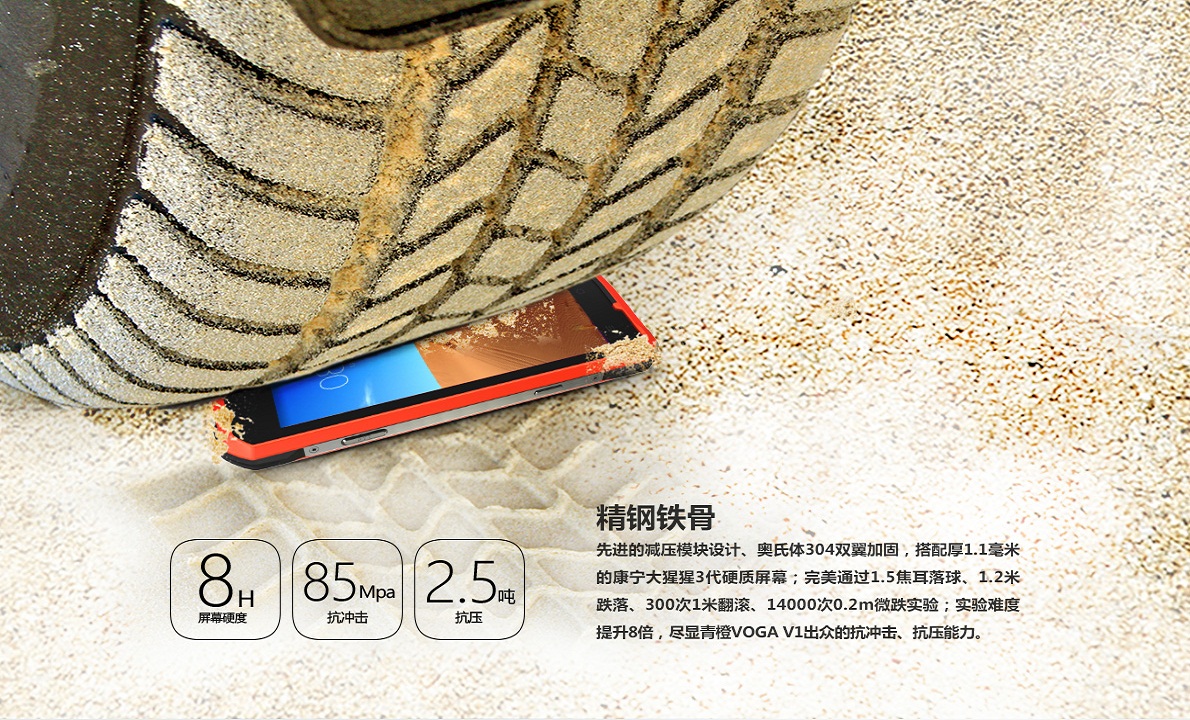 精钢铁骨
先进的减压模块设计、奥氏体304双翼加固，搭配厚1.1毫米
的康宁大猩猩3代硬质屏幕；完美通过1.5焦耳落球、1.2米
跌落、300次1米翻滚、14000次0.2m微跌实验；实验难度
提升8倍，尽显青橙VOGA V1出众的抗冲击、抗压能力。
8H
屏幕硬度
85Mpa
抗冲击
2.5吨
抗压